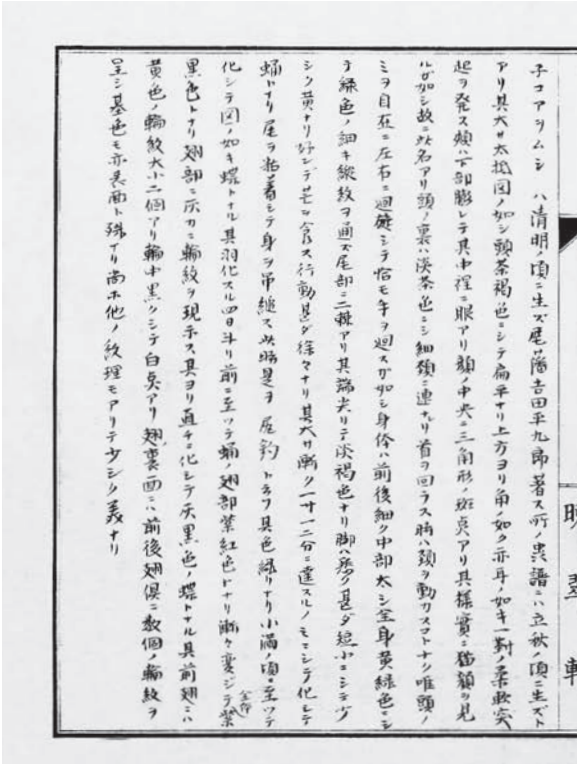 子コアシムシ ハ清明ノ頃ニ生ズ尾藩吉田平九郎著ス所ノ虫譜ニハ立秋ノ頃ニ生ズト
アリ其大サ大抵図ノ如シ頭茶褐色ニシテ扁平ナリ上方ヨリ角ノ如ク亦耳ノ如キ一對ノ柔軟突
起ヲ発ス頬ハ下部膨レテ其中程ニ眼アリ顔ノ中央ニ三角形ノ斑点アリ其樣實ニ猫顔ヲ見
ルガ如シ故ニ此名アリ頭ノ裏ハ淡茶色ニシ細頸ニ連ナリ首ヲ回ラス時ハ頸ヲ動カスコトナク唯頭ノ
ミヲ自在ニ左右ニ廻旋シテ恰モ手ヲ廻スガ如シ身体ハ前後細ク中部太シ全身黄緑色ニシ
テ緑色ノ細キ縦紋ヲ通ズ尾部ニ二棘アリ其端尖リテ淡褐色ナリ脚ハ甚ダ短小ニシテ少
シク黄ナリ好ンデ芒ヲ食ス行動甚ダ徐々ナリ其大サ漸ク一寸一二分ニ達スルノミニシテ化シテ
蛹トナリ尾ヲ粘着シテ身ヲ吊縋ス此時是ヲ 尾釣 ト云フ其色緑リナリ小滿ノ頃ニ至ツテ
化シテ図ノ如キ蝶トナル其羽化スル四日斗リ前ニ至ツテ蛹ノ翅部紫紅色トナリ漸々変ジテ全部紫
黒色トナリ翅部ニ灰カニ輪紋ヲ現示ス其ヨリ直チニ化シテ灰黒色ノ蝶トナル其前翅ニハ
黄色ノ輪紋大小二個アリ輪中黒クシテ白点アリ翅裏面ニハ前後翅倶ニ数個ノ輪紋ヲ
呈シ基色モ亦表面ト殊ナリ尚ホ他ノ紋理モアリテ少シク美ナリ
軒